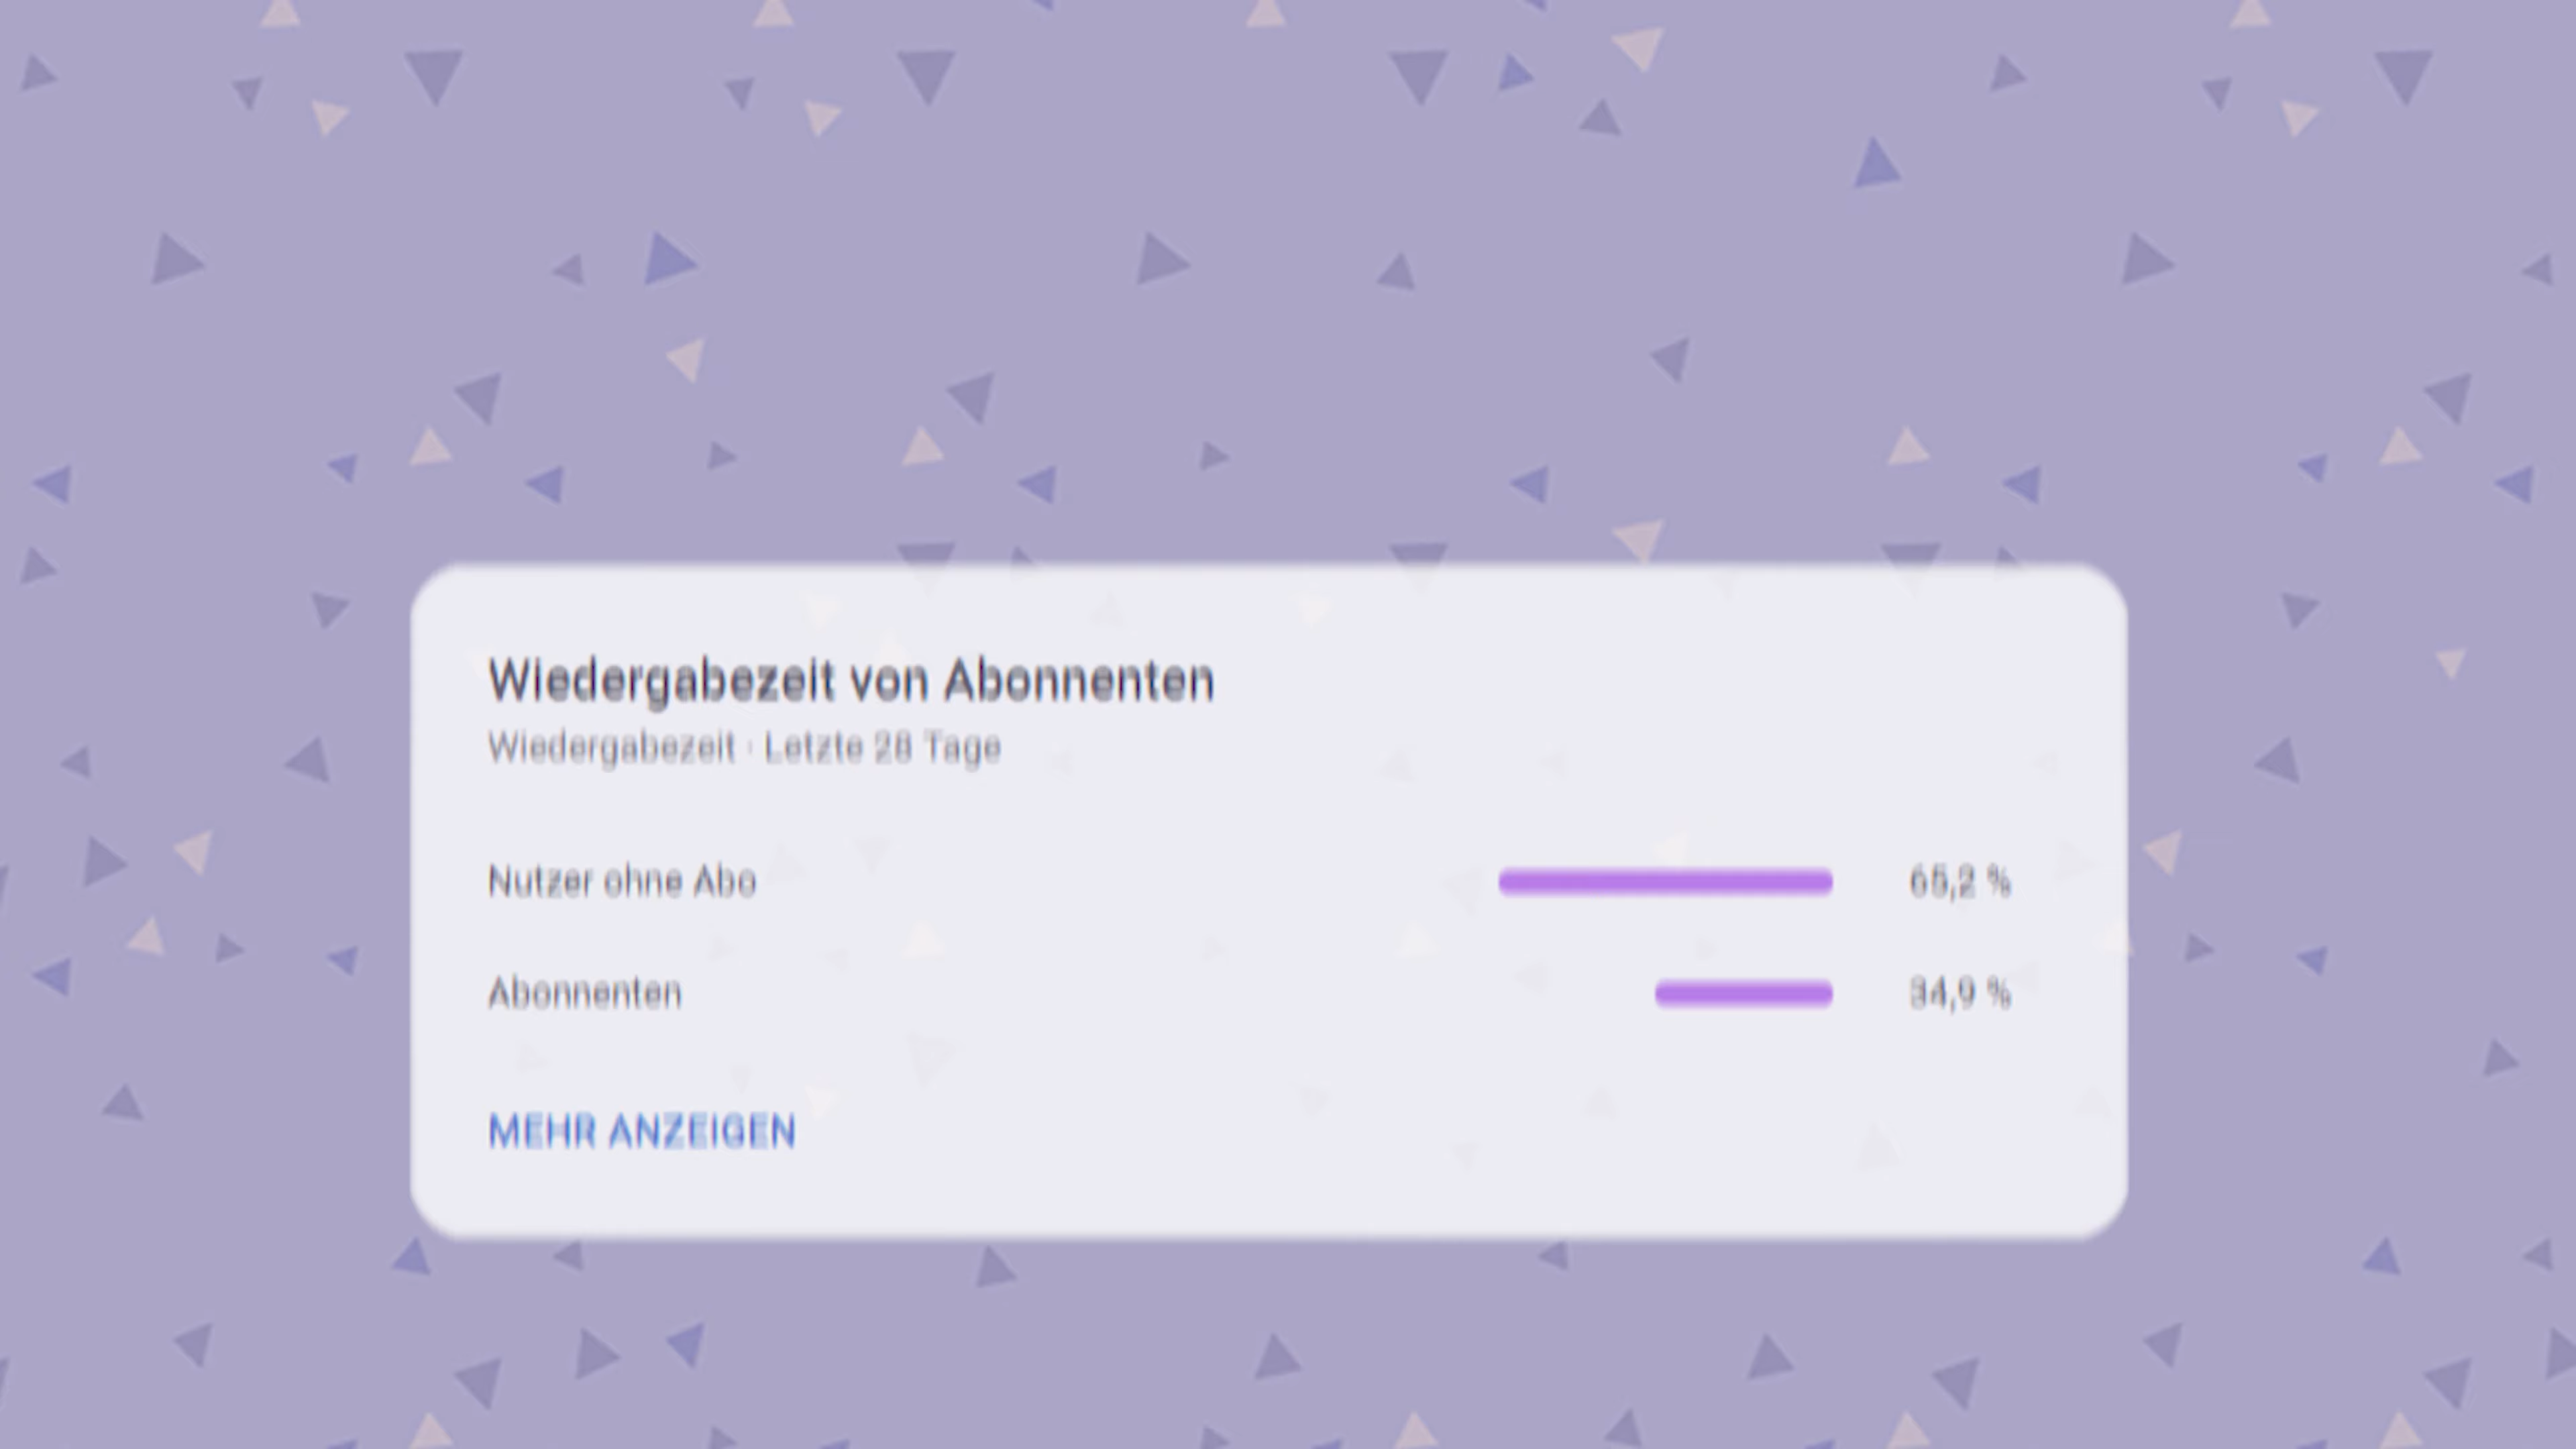 Wiedergabezeit von Abonnenten
Wiedergabezeit · Letzte 28 Tage
Nutzer ohne Abo 65,2 %
Abonnenten 34,9 %
MEHR ANZEIGEN